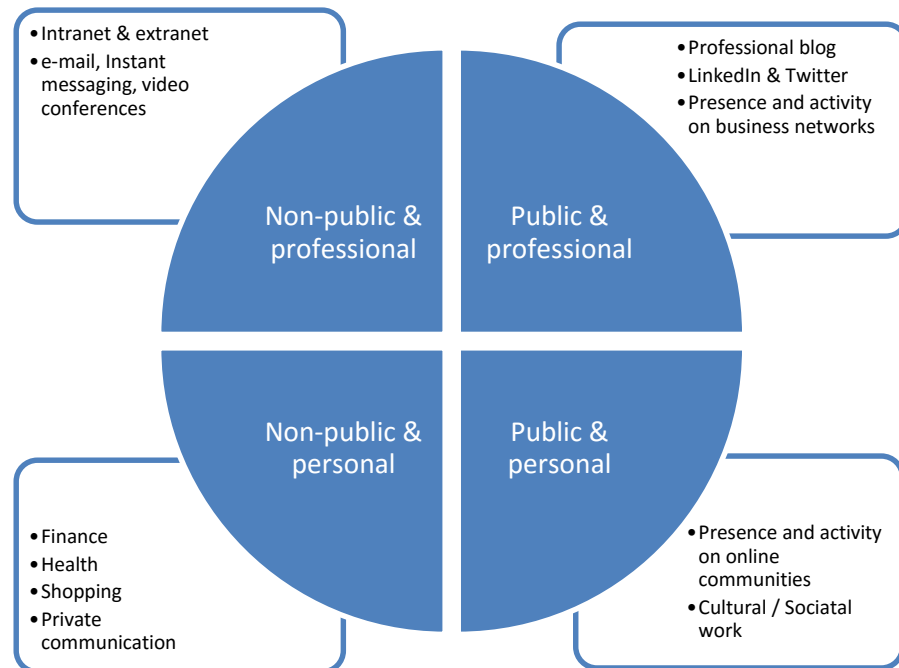 •Intranet & extranet
•e-mail, Instant
messaging, video
conferences
•Professional blog
•LinkedIn & Twitter
•Presence and activity
on business networks
Non-public &
professional
Public &
professional
Non-public &
personal
Public &
personal
•Finance
•Health
•Shopping
•Private
communication
•Presence and activity
on online
communities
•Cultural / Sociatal
work